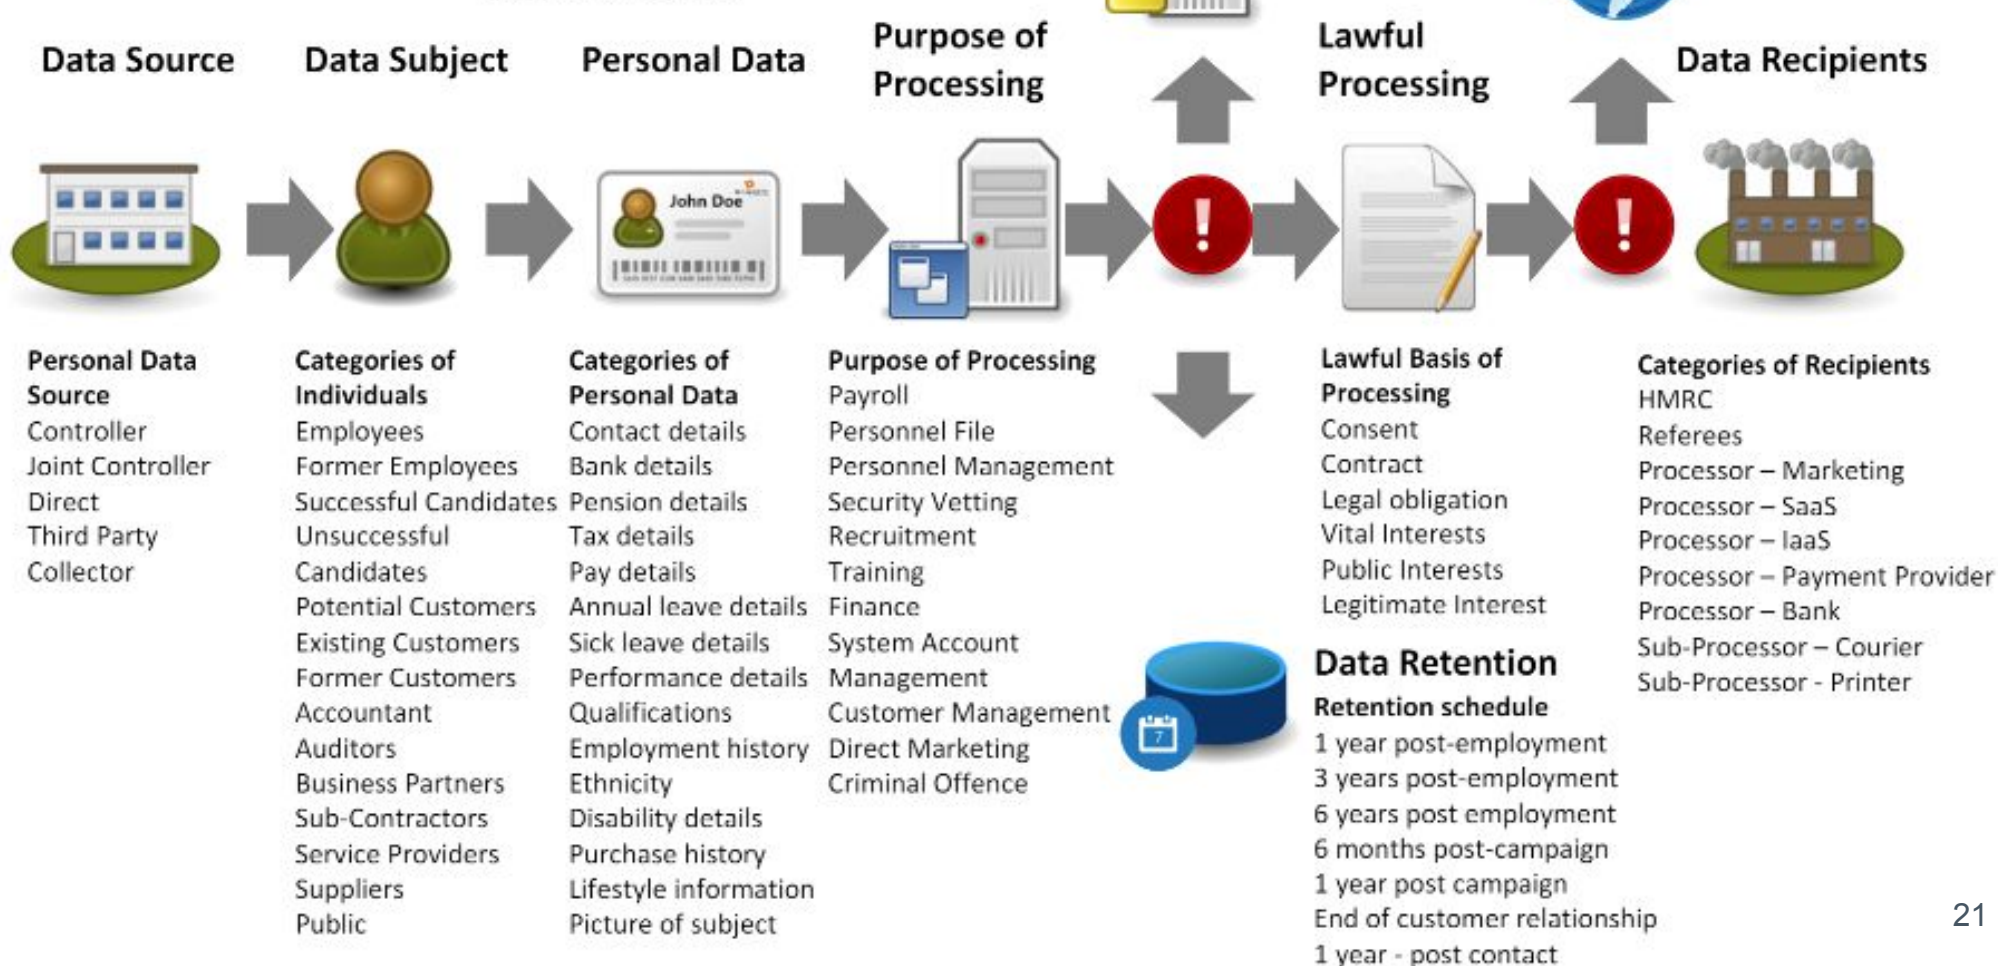 Data Source
Data Subject
Personal Data
Purpose of
Processing
Lawful
Processing
Data Recipients
John Doe
Personal Data
Source
Controller
Joint Controller
Direct
Third Party
Collector
Categories of
Individuals
Employees
Former Employees
Successful Candidates
Unsuccessful
Candidates
Potential Customers
Existing Customers
Former Customers
Accountant
Auditors
Business Partners
Sub-Contractors
Service Providers
Suppliers
Public
Categories of
Personal Data
Contact details
Bank details
Pension details
Tax details
Pay details
Annual leave details
Sick leave details
Performance details
Qualifications
Employment history
Ethnicity
Disability details
Purchase history
Lifestyle information
Picture of subject
Purpose of Processing
Payroll
Personnel File
Personnel Management
Security Vetting
Recruitment
Training
Finance
System Account
Management
Customer Management
Direct Marketing
Criminal Offence
Lawful Basis of
Processing
Consent
Contract
Legal obligation
Vital Interests
Public Interests
Legitimate Interest
7
Data Retention
Retention schedule
1 year post-employment
3 years post-employment
6 years post employment
6 months post-campaign
1 year post campaign
End of customer relationship
1 year - post contact
Categories of Recipients
HMRC
Referees
Processor – Marketing
Processor – SaaS
Processor – IaaS
Processor – Payment Provider
Processor – Bank
Sub-Processor – Courier
Sub-Processor - Printer
21